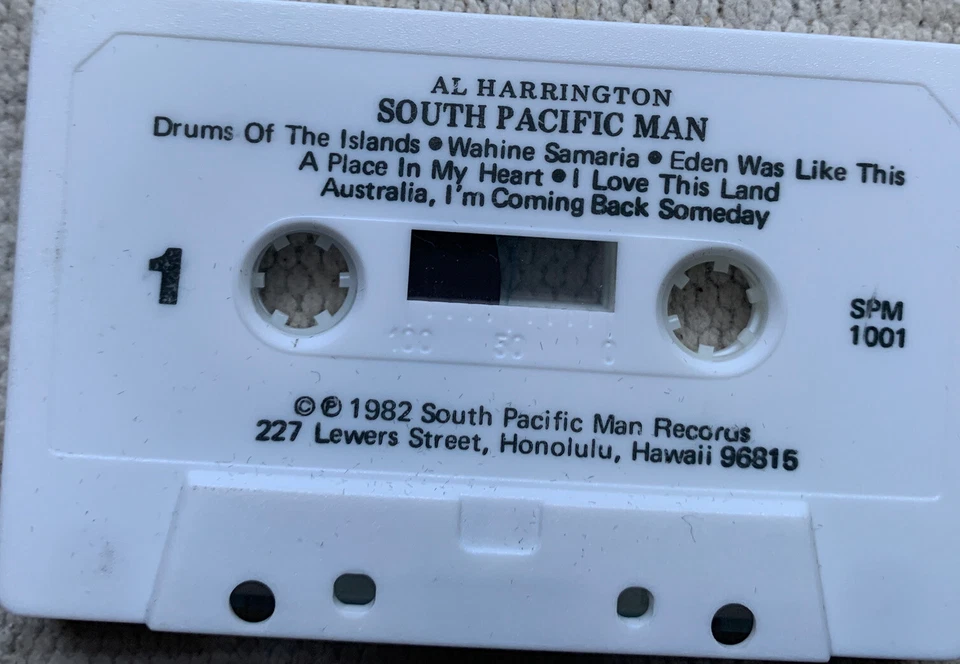 AL HARRINGTON
SOUTH PACIFIC MAN
Drums Of The Islands • Wahine Samaria • Eden Was Like This
A Place In My Heart • I Love This Land
Australia, I'm Coming Back Someday
1
SPM
1001
100 50 0
© ℗ 1982 South Pacific Man Records
227 Lewers Street, Honolulu, Hawaii 96815